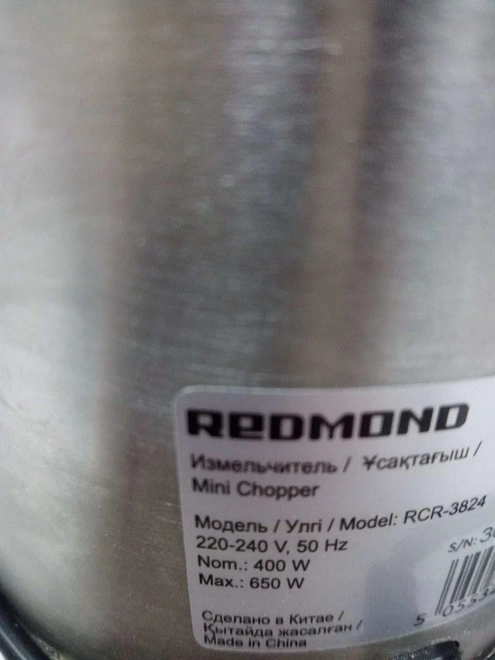 REDMOND
Измельчитель / Ұсақтағыш /
Mini Chopper
Модель / Улгі / Model: RCR-3824
220-240 V, 50 Hz
Nom.: 400 W
Max.: 650 W
S/N:
Сделано в Китае /
Қытайда жасалған /
Made in China